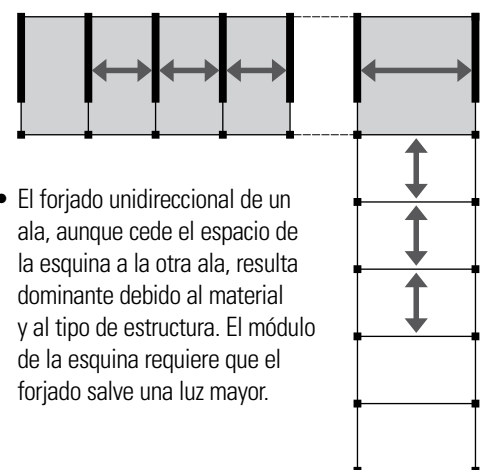 • El forjado unidireccional de un
ala, aunque cede el espacio de
la esquina a la otra ala, resulta
dominante debido al material
y al tipo de estructura. El módulo
de la esquina requiere que el
forjado salve una luz mayor.